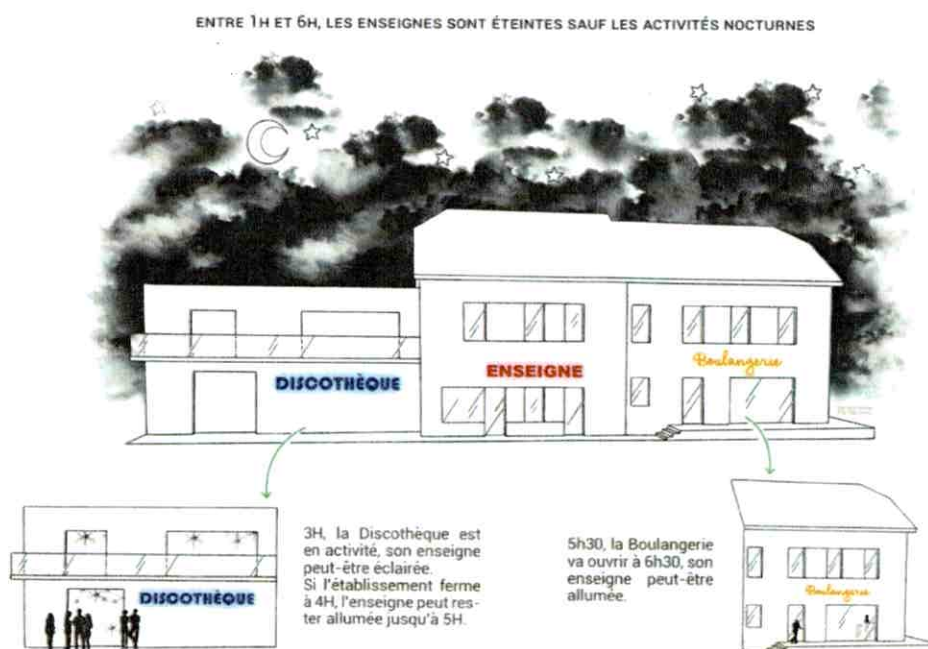 ENTRE 1H ET 6H, LES ENSEIGNES SONT ÉTEINTES SAUF LES ACTIVITÉS NOCTURNES
DISCOTHÈQUE
ENSEIGNE
Boulangerie
3H, la Discothèque est
en activité, son enseigne
peut-être éclairée.
Si l'établissement ferme
à 4H, l'enseigne peut res-
ter allumée jusqu'à 5H.
DISCOTHÈQUE
5h30, la Boulangerie
va ouvrir à 6h30, son
enseigne peut-être
allumée.
Boulangerie